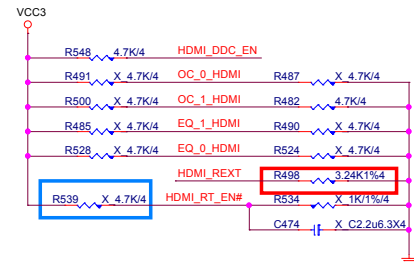 VCC3
R548 4.7K/4 HDMI_DDC_EN
R491 X_4.7K/4 OC_0_HDMI R487 X_4.7K/4
R500 X_4.7K/4 OC_1_HDMI R482 4.7K/4
R485 X_4.7K/4 EQ_1_HDMI R490 X_4.7K/4
R528 X_4.7K/4 EQ_0_HDMI R524 X_4.7K/4
HDMI_REXT R498 3.24K1%4
R539 X_4.7K/4 HDMI_RT_EN# R534 X_1K/1%/4
C474 X_C2.2u6.3X4